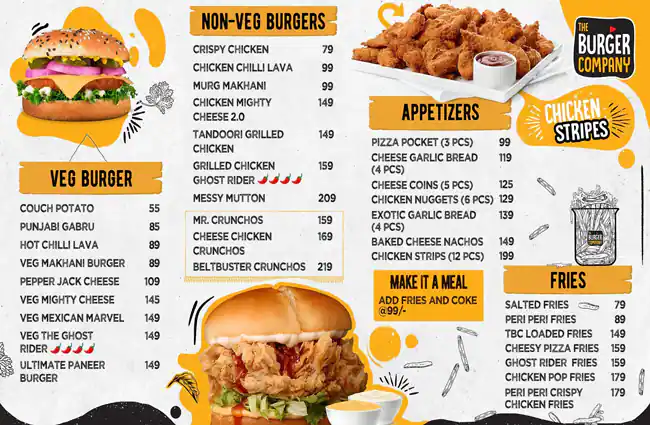 VEG BURGER
COUCH POTATO 55
PUNJABI GABRU 85
HOT CHILLI LAVA 89
VEG MAKHANI BURGER 89
PEPPER JACK CHEESE 109
VEG MIGHTY CHEESE 145
VEG MEXICAN MARVEL 149
VEG THE GHOST 149
RIDER
ULTIMATE PANEER 149
BURGER
NON-VEG BURGERS
CRISPY CHICKEN 79
CHICKEN CHILLI LAVA 99
MURG MAKHANI 99
CHICKEN MIGHTY 149
CHEESE 2.0
TANDOORI GRILLED 149
CHICKEN
GRILLED CHICKEN 159
GHOST RIDER
MESSY MUTTON 209
MR. CRUNCHOS 159
CHEESE CHICKEN 169
CRUNCHOS
BELTBUSTER CRUNCHOS 219
APPETIZERS
PIZZA POCKET (3 PCS) 99
CHEESE GARLIC BREAD 119
(4 PCS)
CHEESE COINS (5 PCS) 125
CHICKEN NUGGETS (6 PCS) 129
EXOTIC GARLIC BREAD 139
(4 PCS)
BAKED CHEESE NACHOS 149
CHICKEN STRIPS (12 PCS) 199
MAKE IT A MEAL
ADD FRIES AND COKE
@99/-
THE
BURGER
COMPANY
CHICKEN
STRIPES
THE
BURGER
COMPANY
FRIES
SALTED FRIES 79
PERI PERI FRIES 89
TBC LOADED FRIES 149
CHEESY PIZZA FRIES 159
GHOST RIDER FRIES 159
CHICKEN POP FRIES 179
PERI PERI CRISPY 179
CHICKEN FRIES